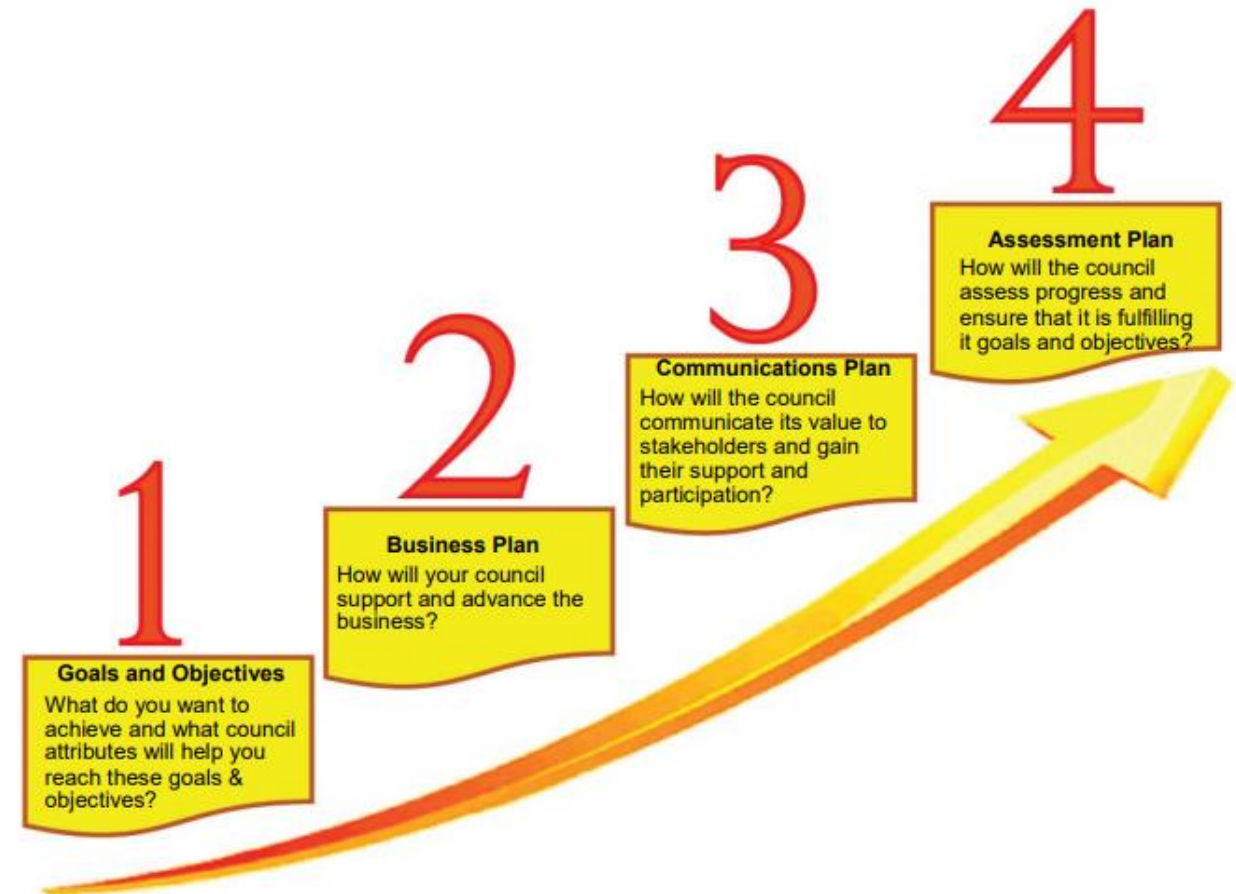 1
Goals and Objectives
What do you want to
achieve and what council
attributes will help you
reach these goals &
objectives?
2
Business Plan
How will your council
support and advance the
business?
3
Communications Plan
How will the council
communicate its value to
stakeholders and gain
their support and
participation?
4
Assessment Plan
How will the council
assess progress and
ensure that it is fulfilling
it goals and objectives?